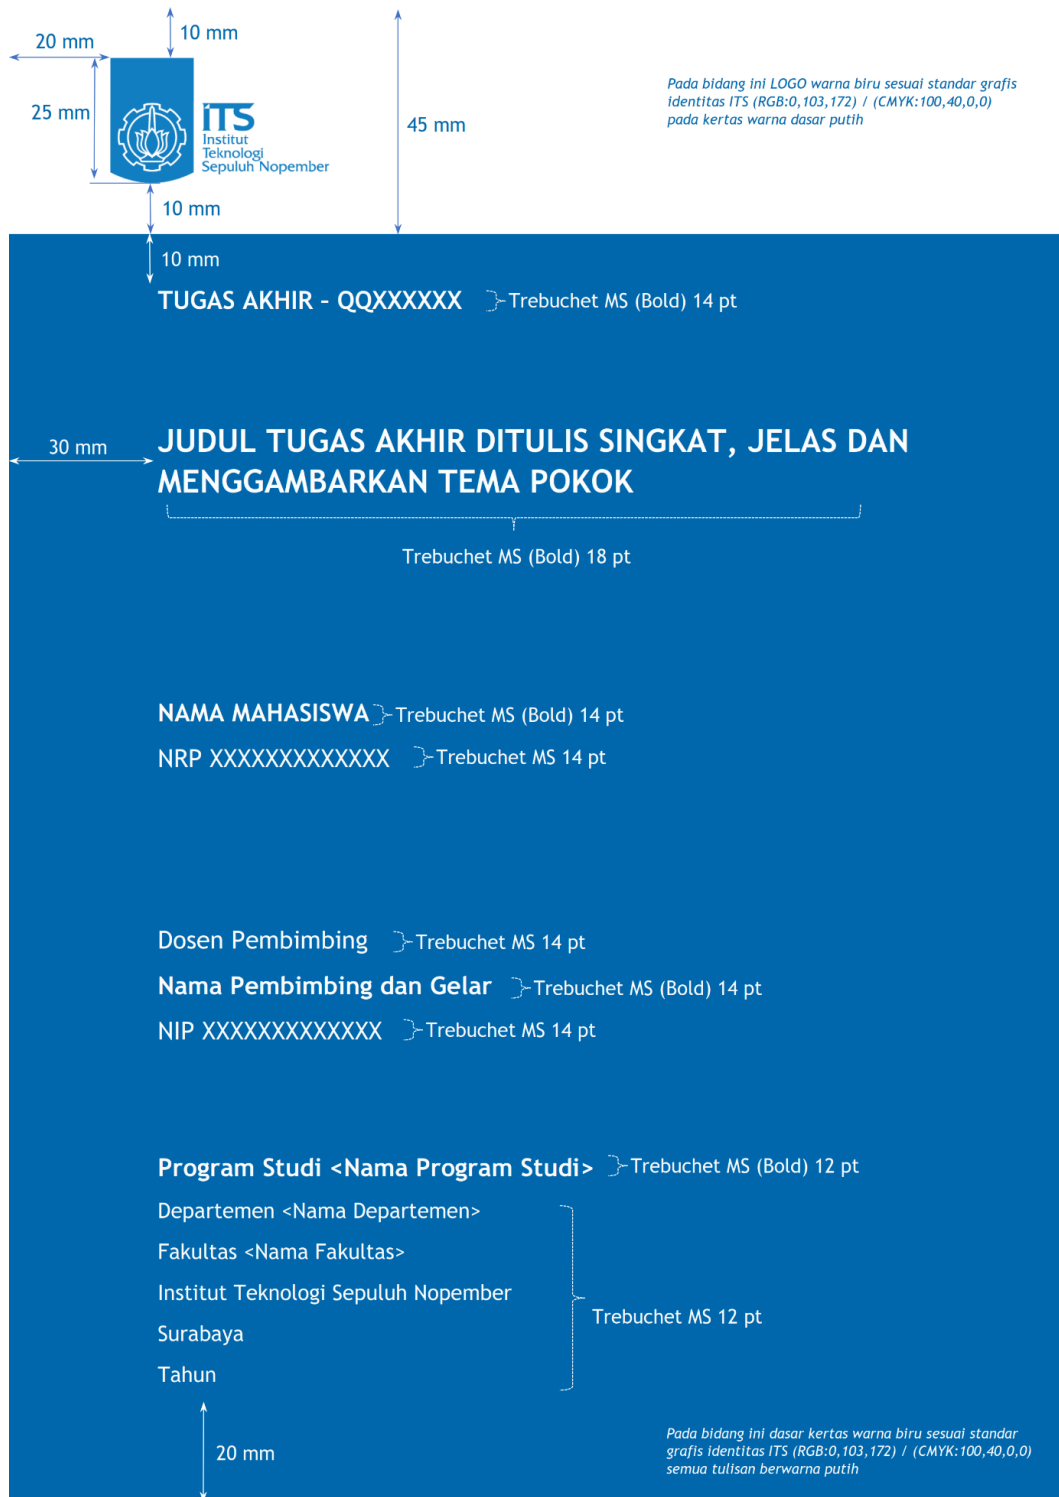 10 mm
20 mm
25 mm
iTS
Institut
Teknologi
Sepuluh Nopember
45 mm
Pada bidang ini LOGO warna biru sesuai standar grafis
identitas ITS (RGB:0,103,172) / (CMYK:100,40,0,0)
pada kertas warna dasar putih
10 mm
10 mm
TUGAS AKHIR – QQXXXXXX
Trebuchet MS (Bold) 14 pt
30 mm
JUDUL TUGAS AKHIR DITULIS SINGKAT, JELAS DAN
MENGGAMBARKAN TEMA POKOK
Trebuchet MS (Bold) 18 pt
NAMA MAHASISWA
Trebuchet MS (Bold) 14 pt
NRP XXXXXXXXXXXXX
Trebuchet MS 14 pt
Dosen Pembimbing
Trebuchet MS 14 pt
Nama Pembimbing dan Gelar
Trebuchet MS (Bold) 14 pt
NIP XXXXXXXXXXXXX
Trebuchet MS 14 pt
Program Studi <Nama Program Studi>
Trebuchet MS (Bold) 12 pt
Departemen <Nama Departemen>
Fakultas <Nama Fakultas>
Institut Teknologi Sepuluh Nopember
Surabaya
Tahun
Trebuchet MS 12 pt
20 mm
Pada bidang ini dasar kertas warna biru sesuai standar
grafis identitas ITS (RGB:0,103,172) / (CMYK:100,40,0,0)
semua tulisan berwarna putih